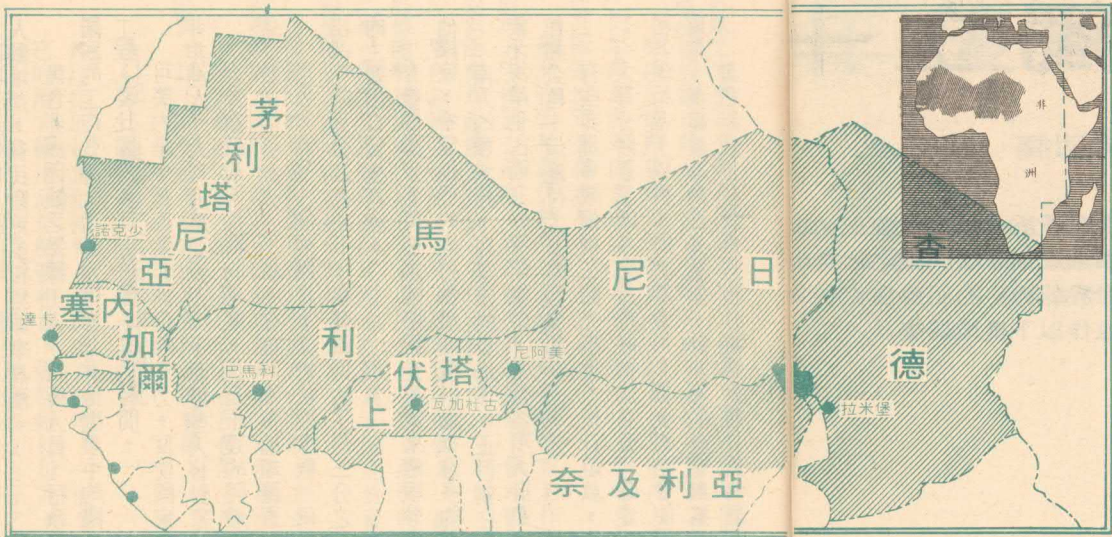 茅利塔尼亞
諾克少
馬利
尼日
查德
非洲
塞內加爾
達卡
巴馬科
上伏塔
瓦加杜古
尼阿美
拉米堡
奈及利亞